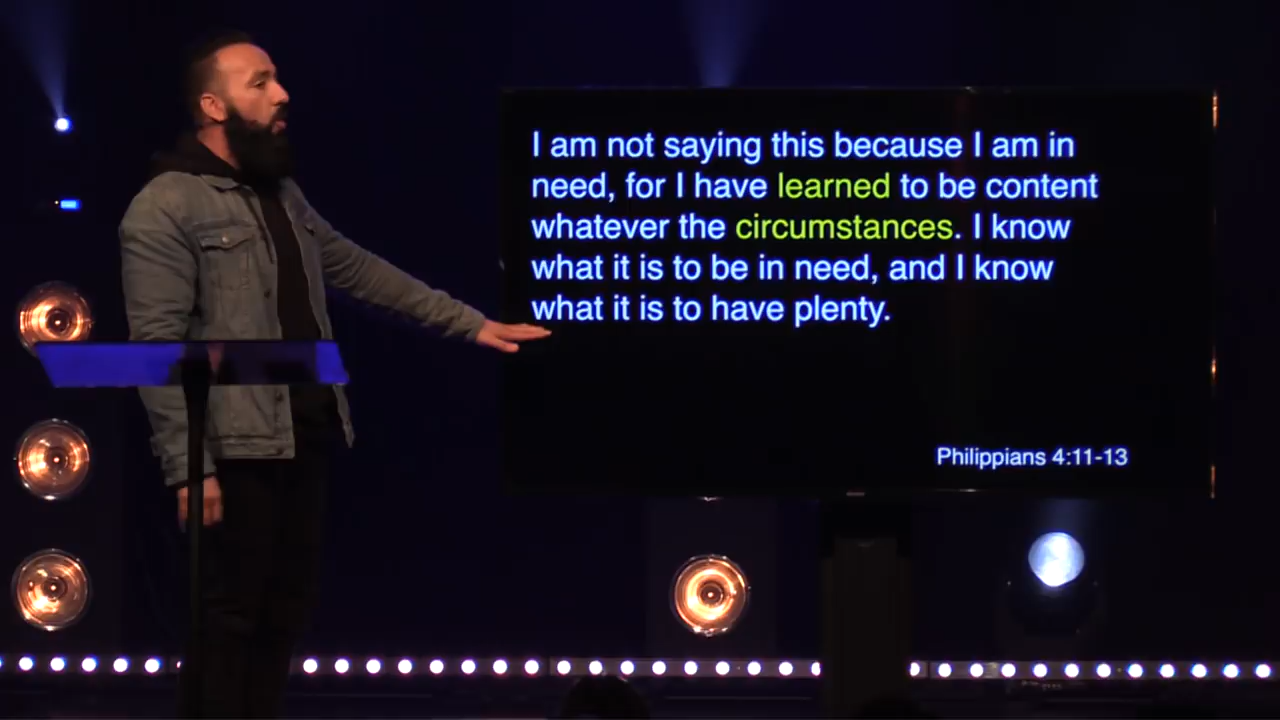 I am not saying this because I am in
need, for I have learned to be content
whatever the circumstances. I know
what it is to be in need, and I know
what it is to have plenty.
Philippians 4:11-13